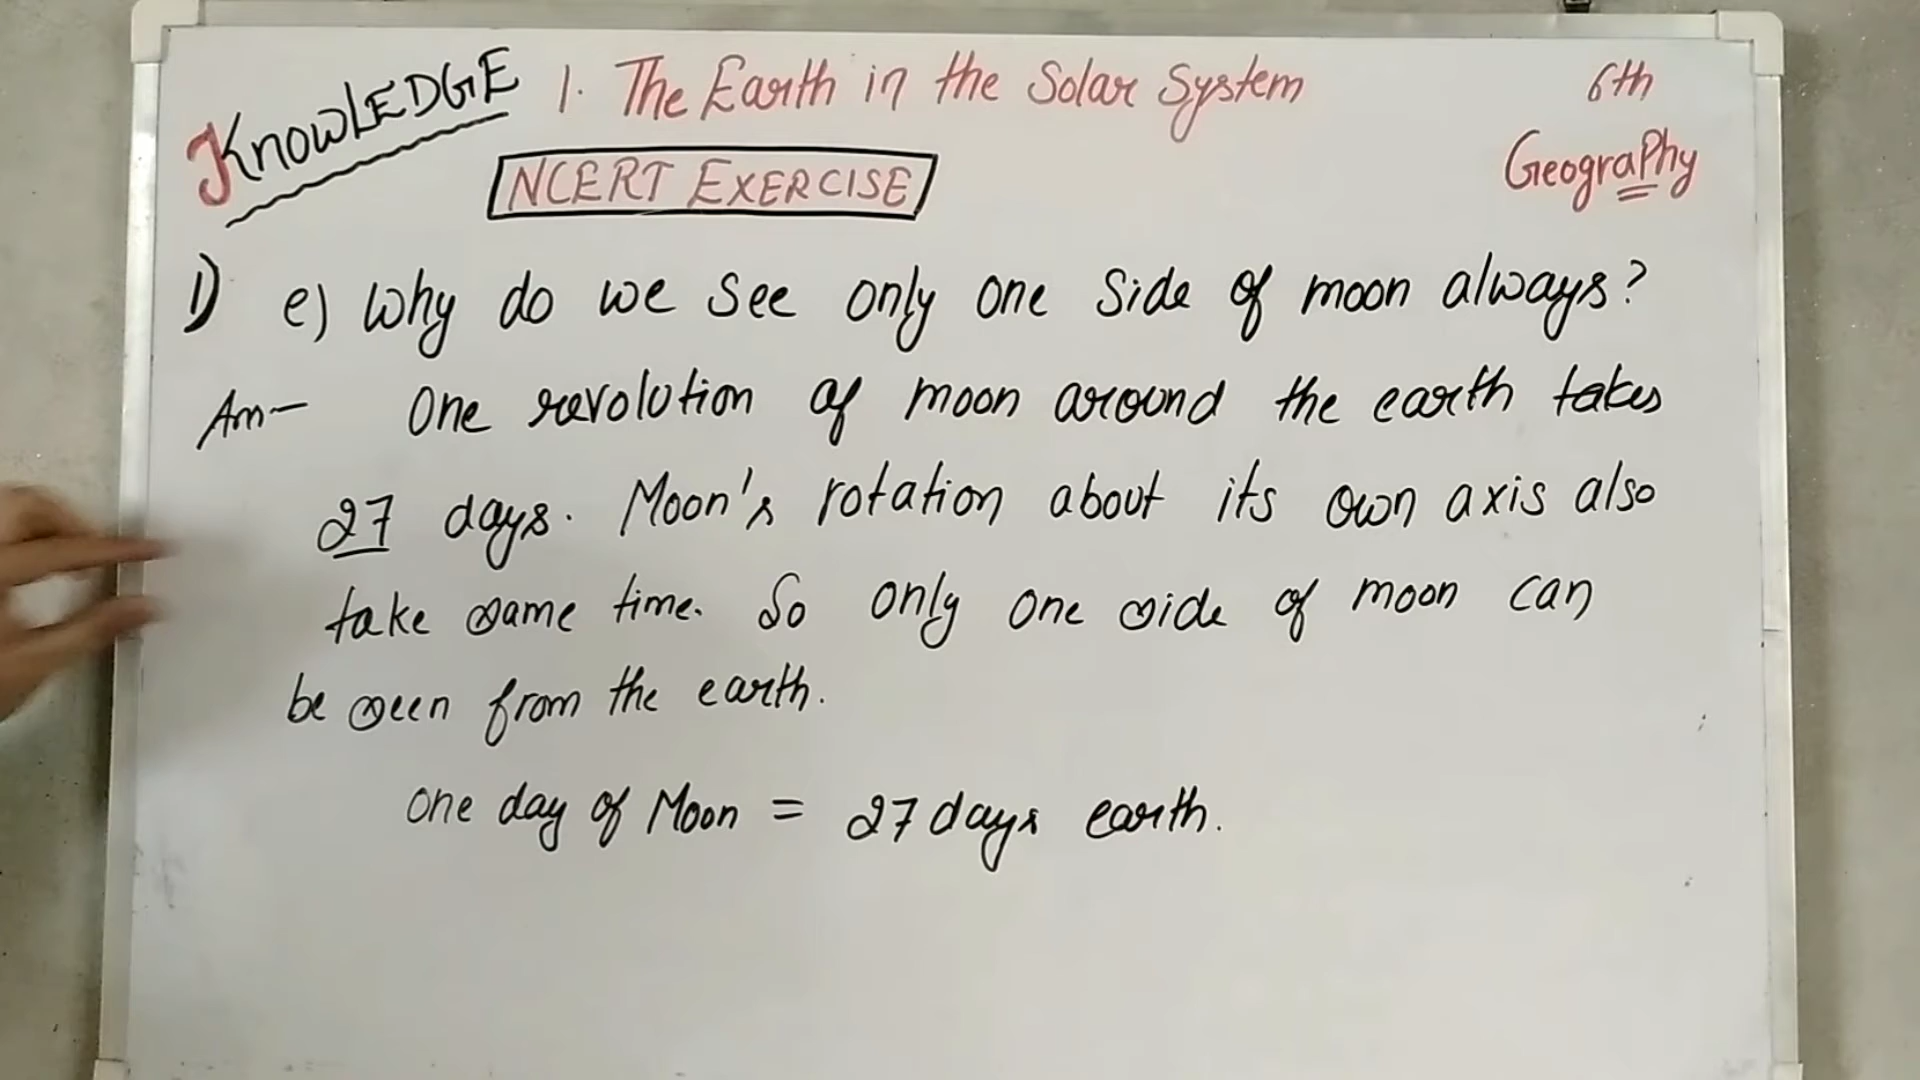 JKNOWLEDGE
1. The Earth in the Solar System
6th
Geography
NCERT EXERCISE
1) e) Why do we see only one side of moon always?
Ans- One revolution of moon around the earth takes
27 days. Moon's rotation about its own axis also
take same time. So only one side of moon can
be seen from the earth.
One day of Moon = 27 days earth.